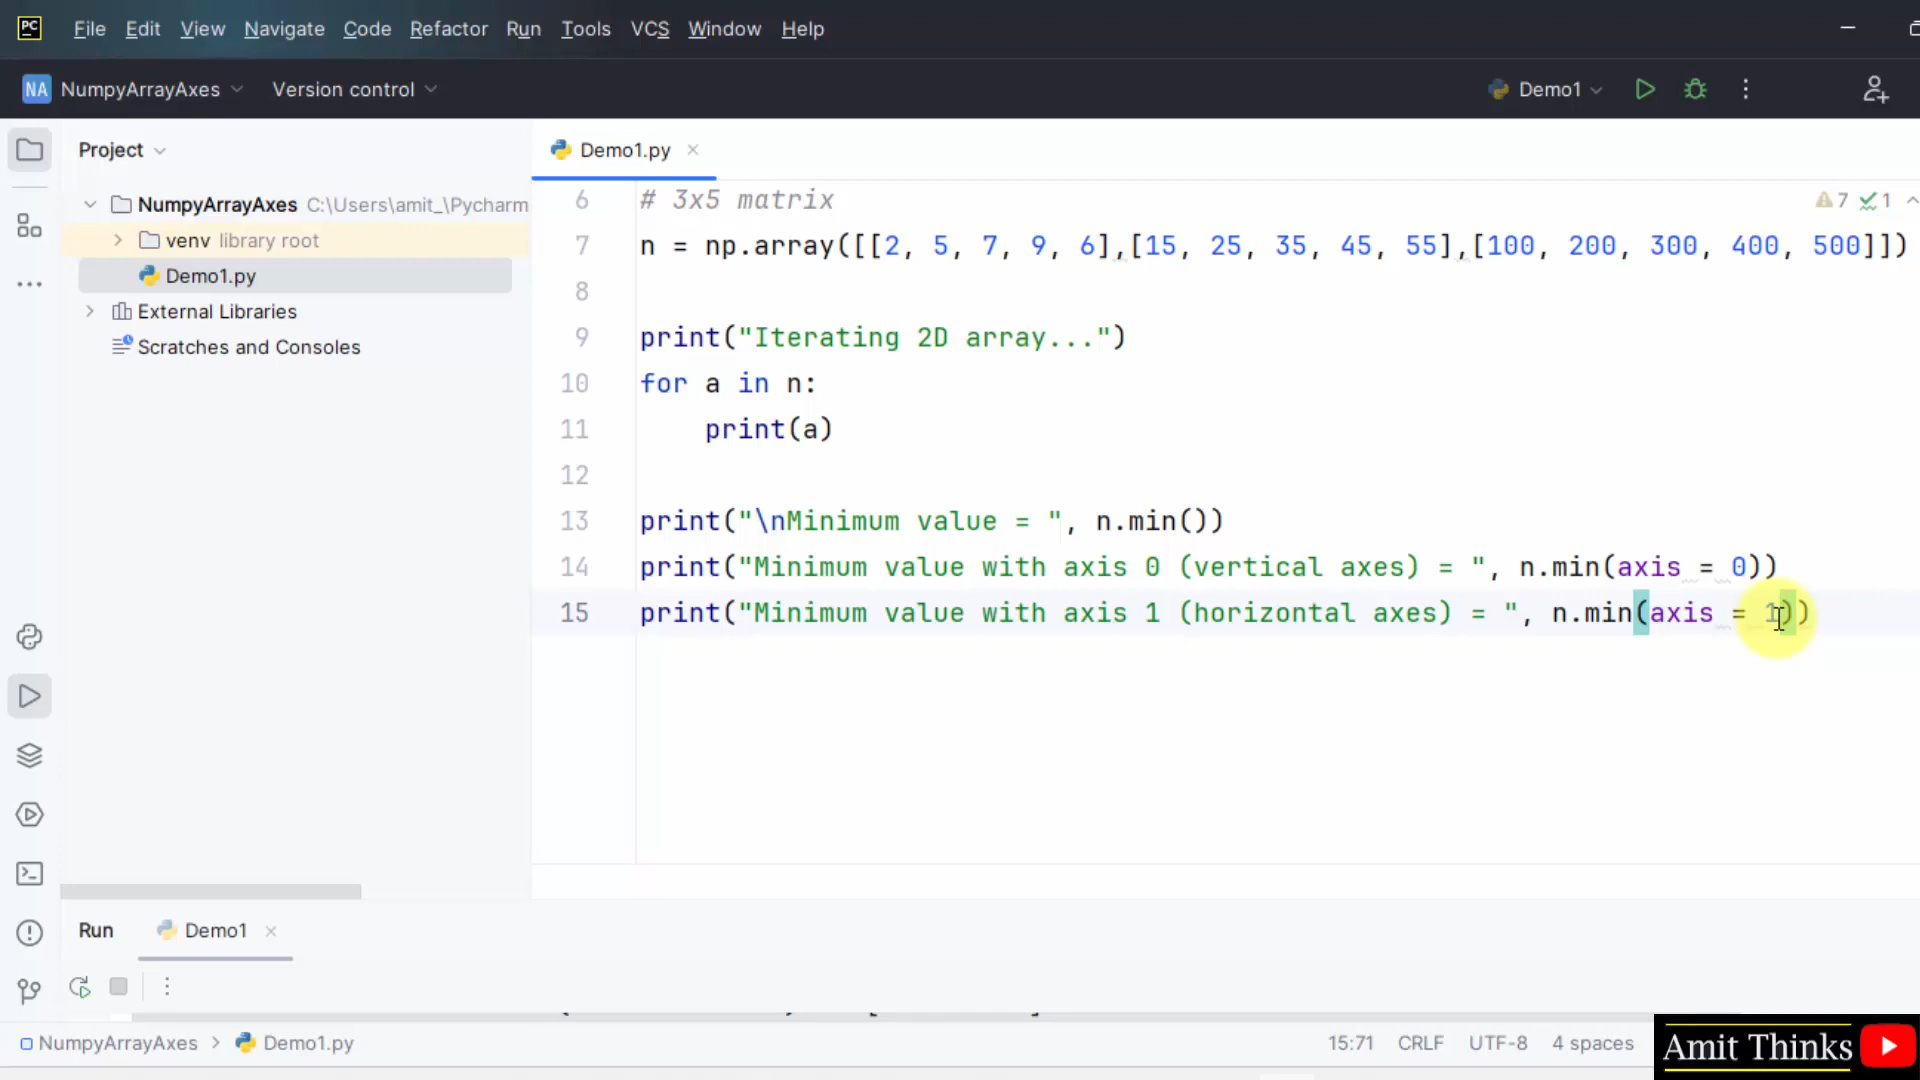 PC File Edit View Navigate Code Refactor Run Tools VCS Window Help
NA NumpyArrayAxes Version control Demo1
Project Demo1.py
NumpyArrayAxes C:\Users\amit_\Pycharm
venv library root
Demo1.py
External Libraries
Scratches and Consoles
7 1
6 # 3x5 matrix
7 n = np.array([[2, 5, 7, 9, 6],[15, 25, 35, 45, 55],[100, 200, 300, 400, 500]])
8
9 print("Iterating 2D array...")
10 for a in n:
11 print(a)
12
13 print("\nMinimum value = ", n.min())
14 print("Minimum value with axis 0 (vertical axes) = ", n.min(axis = 0))
15 print("Minimum value with axis 1 (horizontal axes) = ", n.min(axis = 1))
Run Demo1
NumpyArrayAxes > Demo1.py 15:71 CRLF UTF-8 4 spaces
Amit Thinks